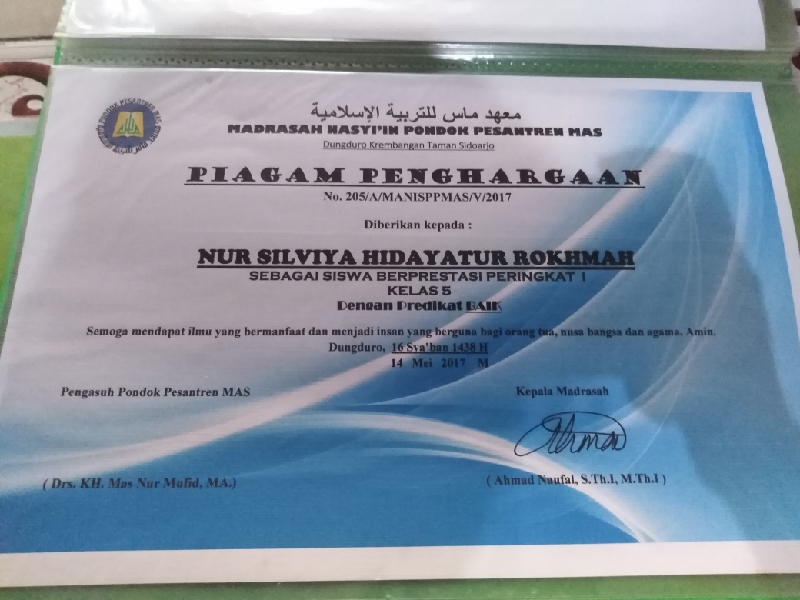 معهد ماس للتربية الإسلامية
MADRASAH NASYI'IN PONDOK PESANTREN MAS
Dungduro Krembangan Taman Sidoarjo
PIAGAM PENGHARGAAN
No. 205/A/MANISPPMAS/V/2017
Diberikan kepada :
NUR SILVIYA HIDAYATUR ROKHMAH
SEBAGAI SISWA BERPRESTASI PERINGKAT I
KELAS 5
Dengan Predikat BAIK
Semoga mendapat ilmu yang bermanfaat dan menjadi insan yang berguna bagi orang tua, nusa bangsa dan agama. Amin.
Dungduro, 16 Sya'ban 1438 H
14 Mei 2017 M
Pengasuh Pondok Pesantren MAS
Kepala Madrasah
( Drs. KH. Mas Nur Mufid, MA.)
( Ahmad Naufal, S.Th.I, M.Th.I )